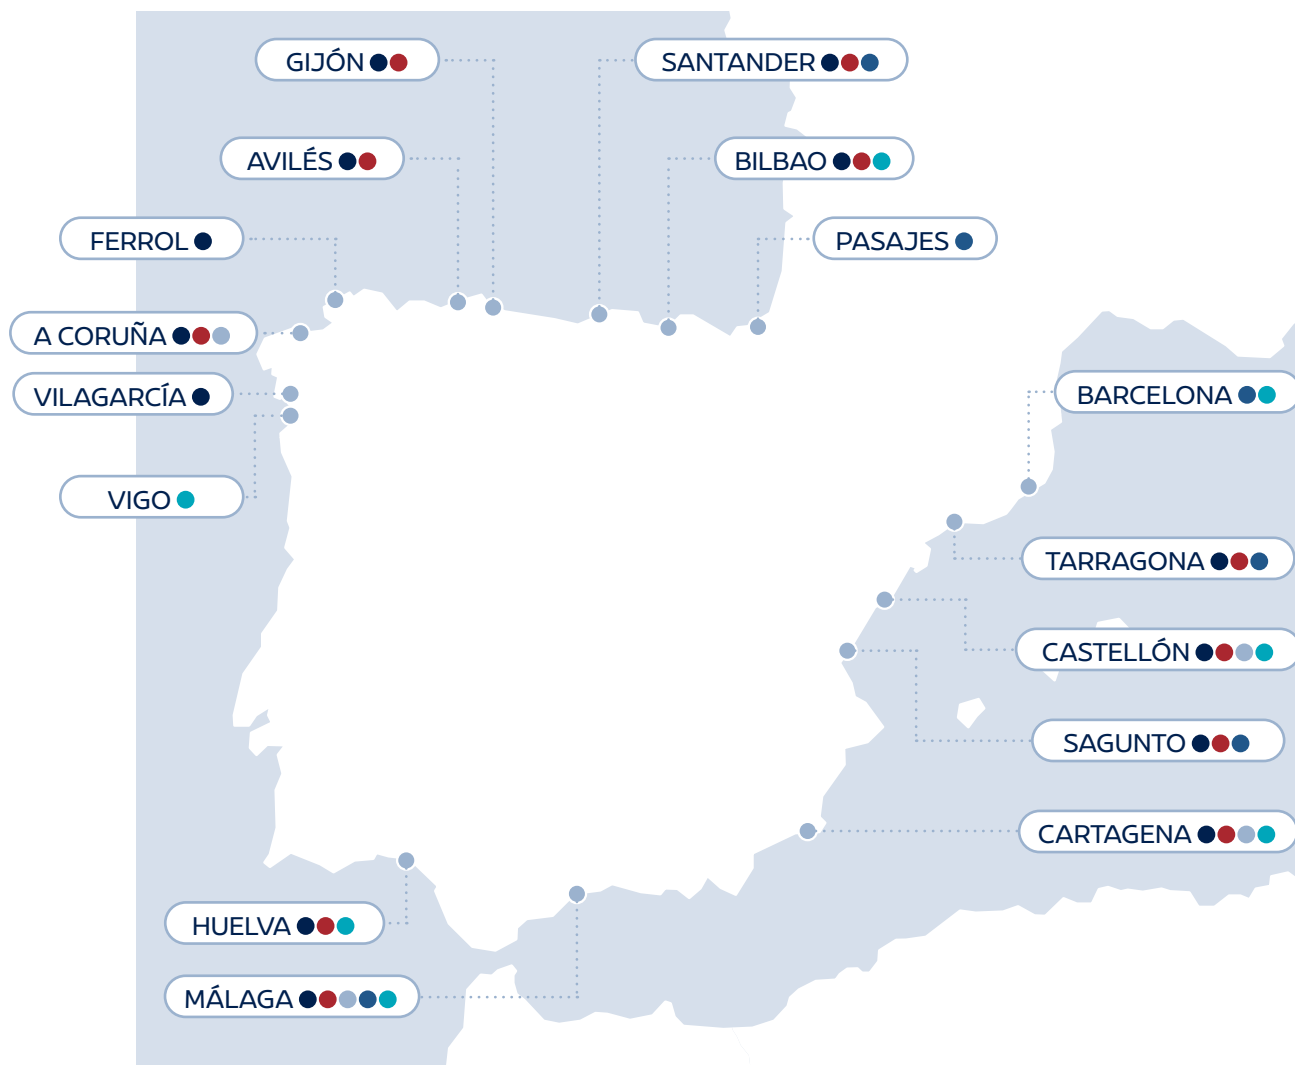 GIJÓN
SANTANDER
AVILÉS
BILBAO
FERROL
PASAJES
A CORUÑA
VILAGARCÍA
BARCELONA
VIGO
TARRAGONA
CASTELLÓN
SAGUNTO
CARTAGENA
HUELVA
MÁLAGA